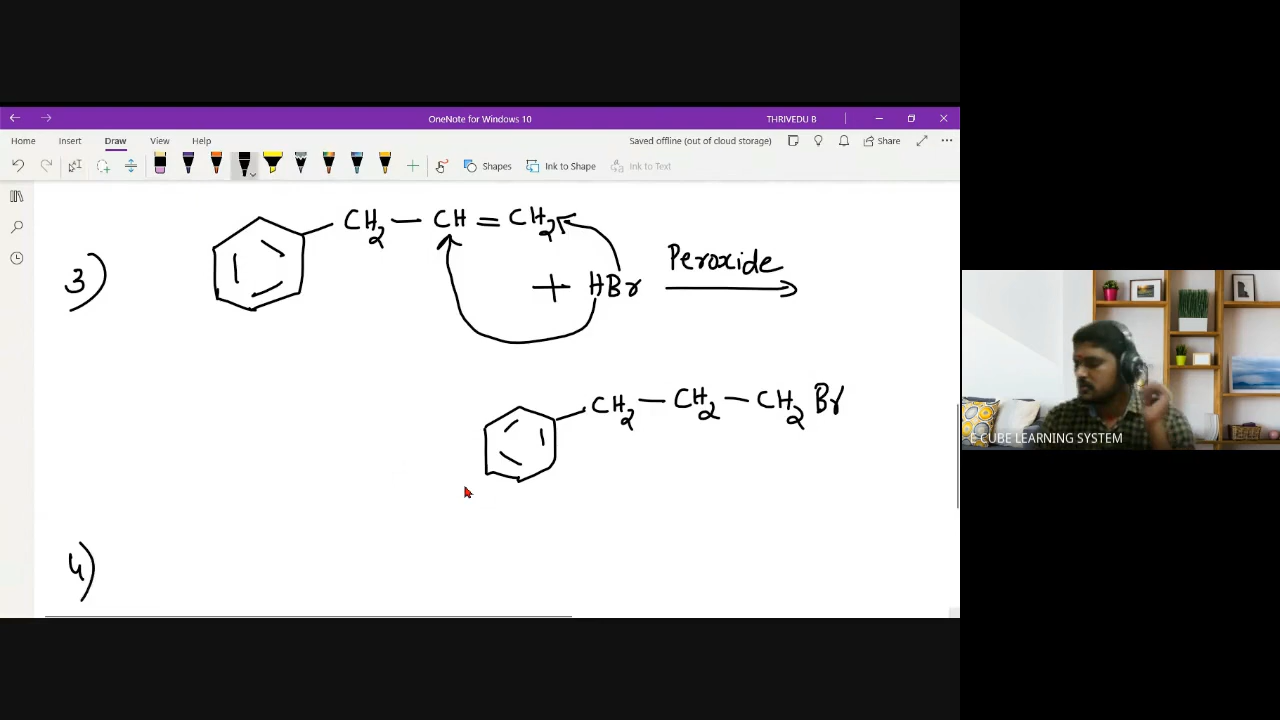 OneNote for Windows 10
THRIVEDU B
Home Insert Draw View Help
Saved offline (out of cloud storage)
Share
Shapes
Ink to Shape
Ink to Text
3)
CH2 — CH = CH2
+ HBr
Peroxide
CH2 — CH2 — CH2 Br
4)
E CUBE LEARNING SYSTEM